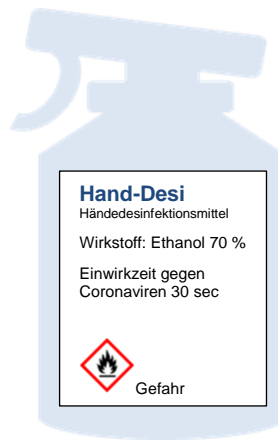 Hand-Desi
Händedesinfektionsmittel
Wirkstoff: Ethanol 70 %
Einwirkzeit gegen
Coronaviren 30 sec
Gefahr